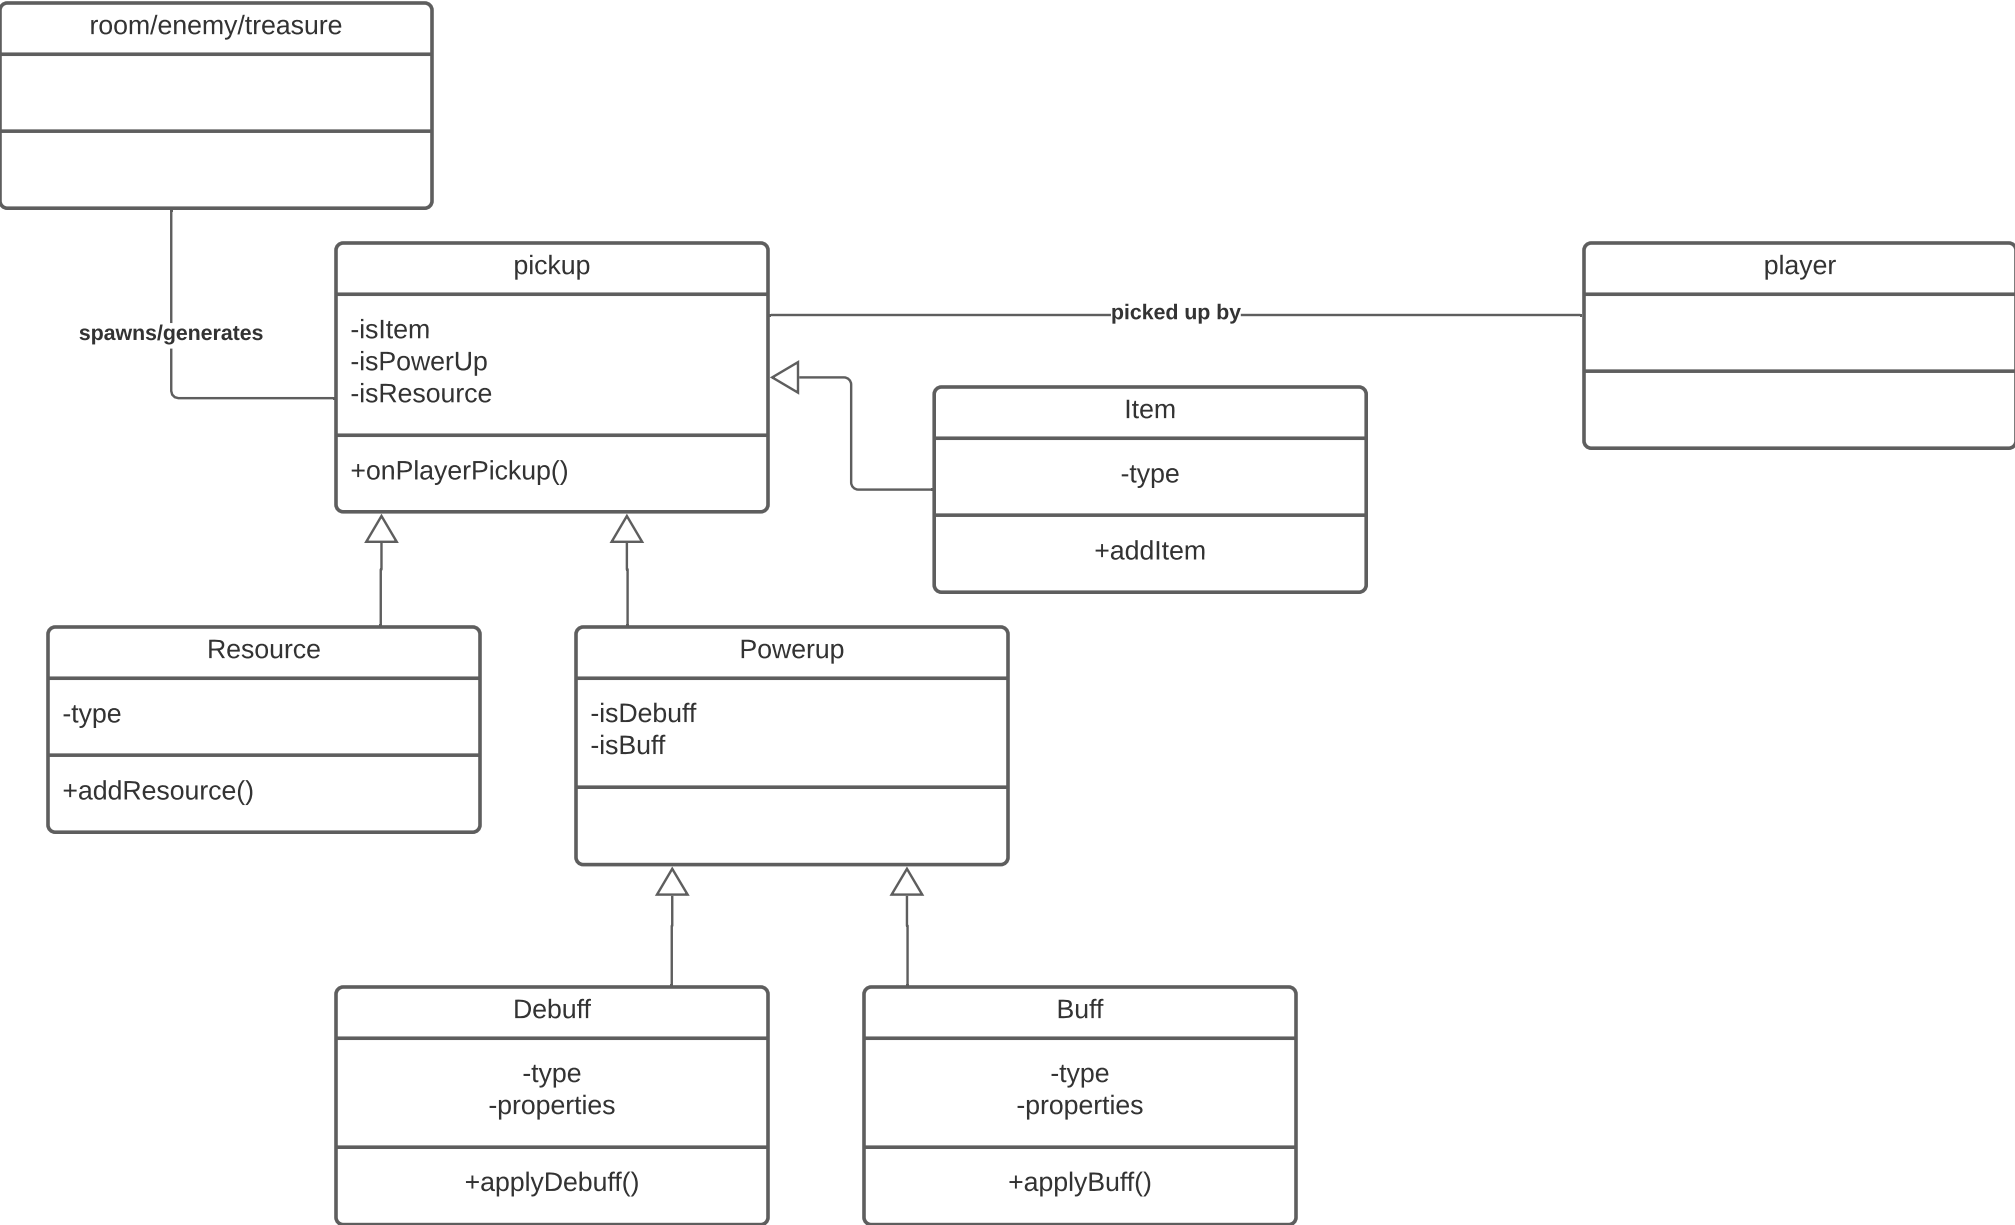 room/enemy/treasure
spawns/generates
pickup
-isItem
-isPowerUp
-isResource
+onPlayerPickup()
picked up by
player
Item
-type
+addItem
Resource
-type
+addResource()
Powerup
-isDebuff
-isBuff
Debuff
-type
-properties
+applyDebuff()
Buff
-type
-properties
+applyBuff()